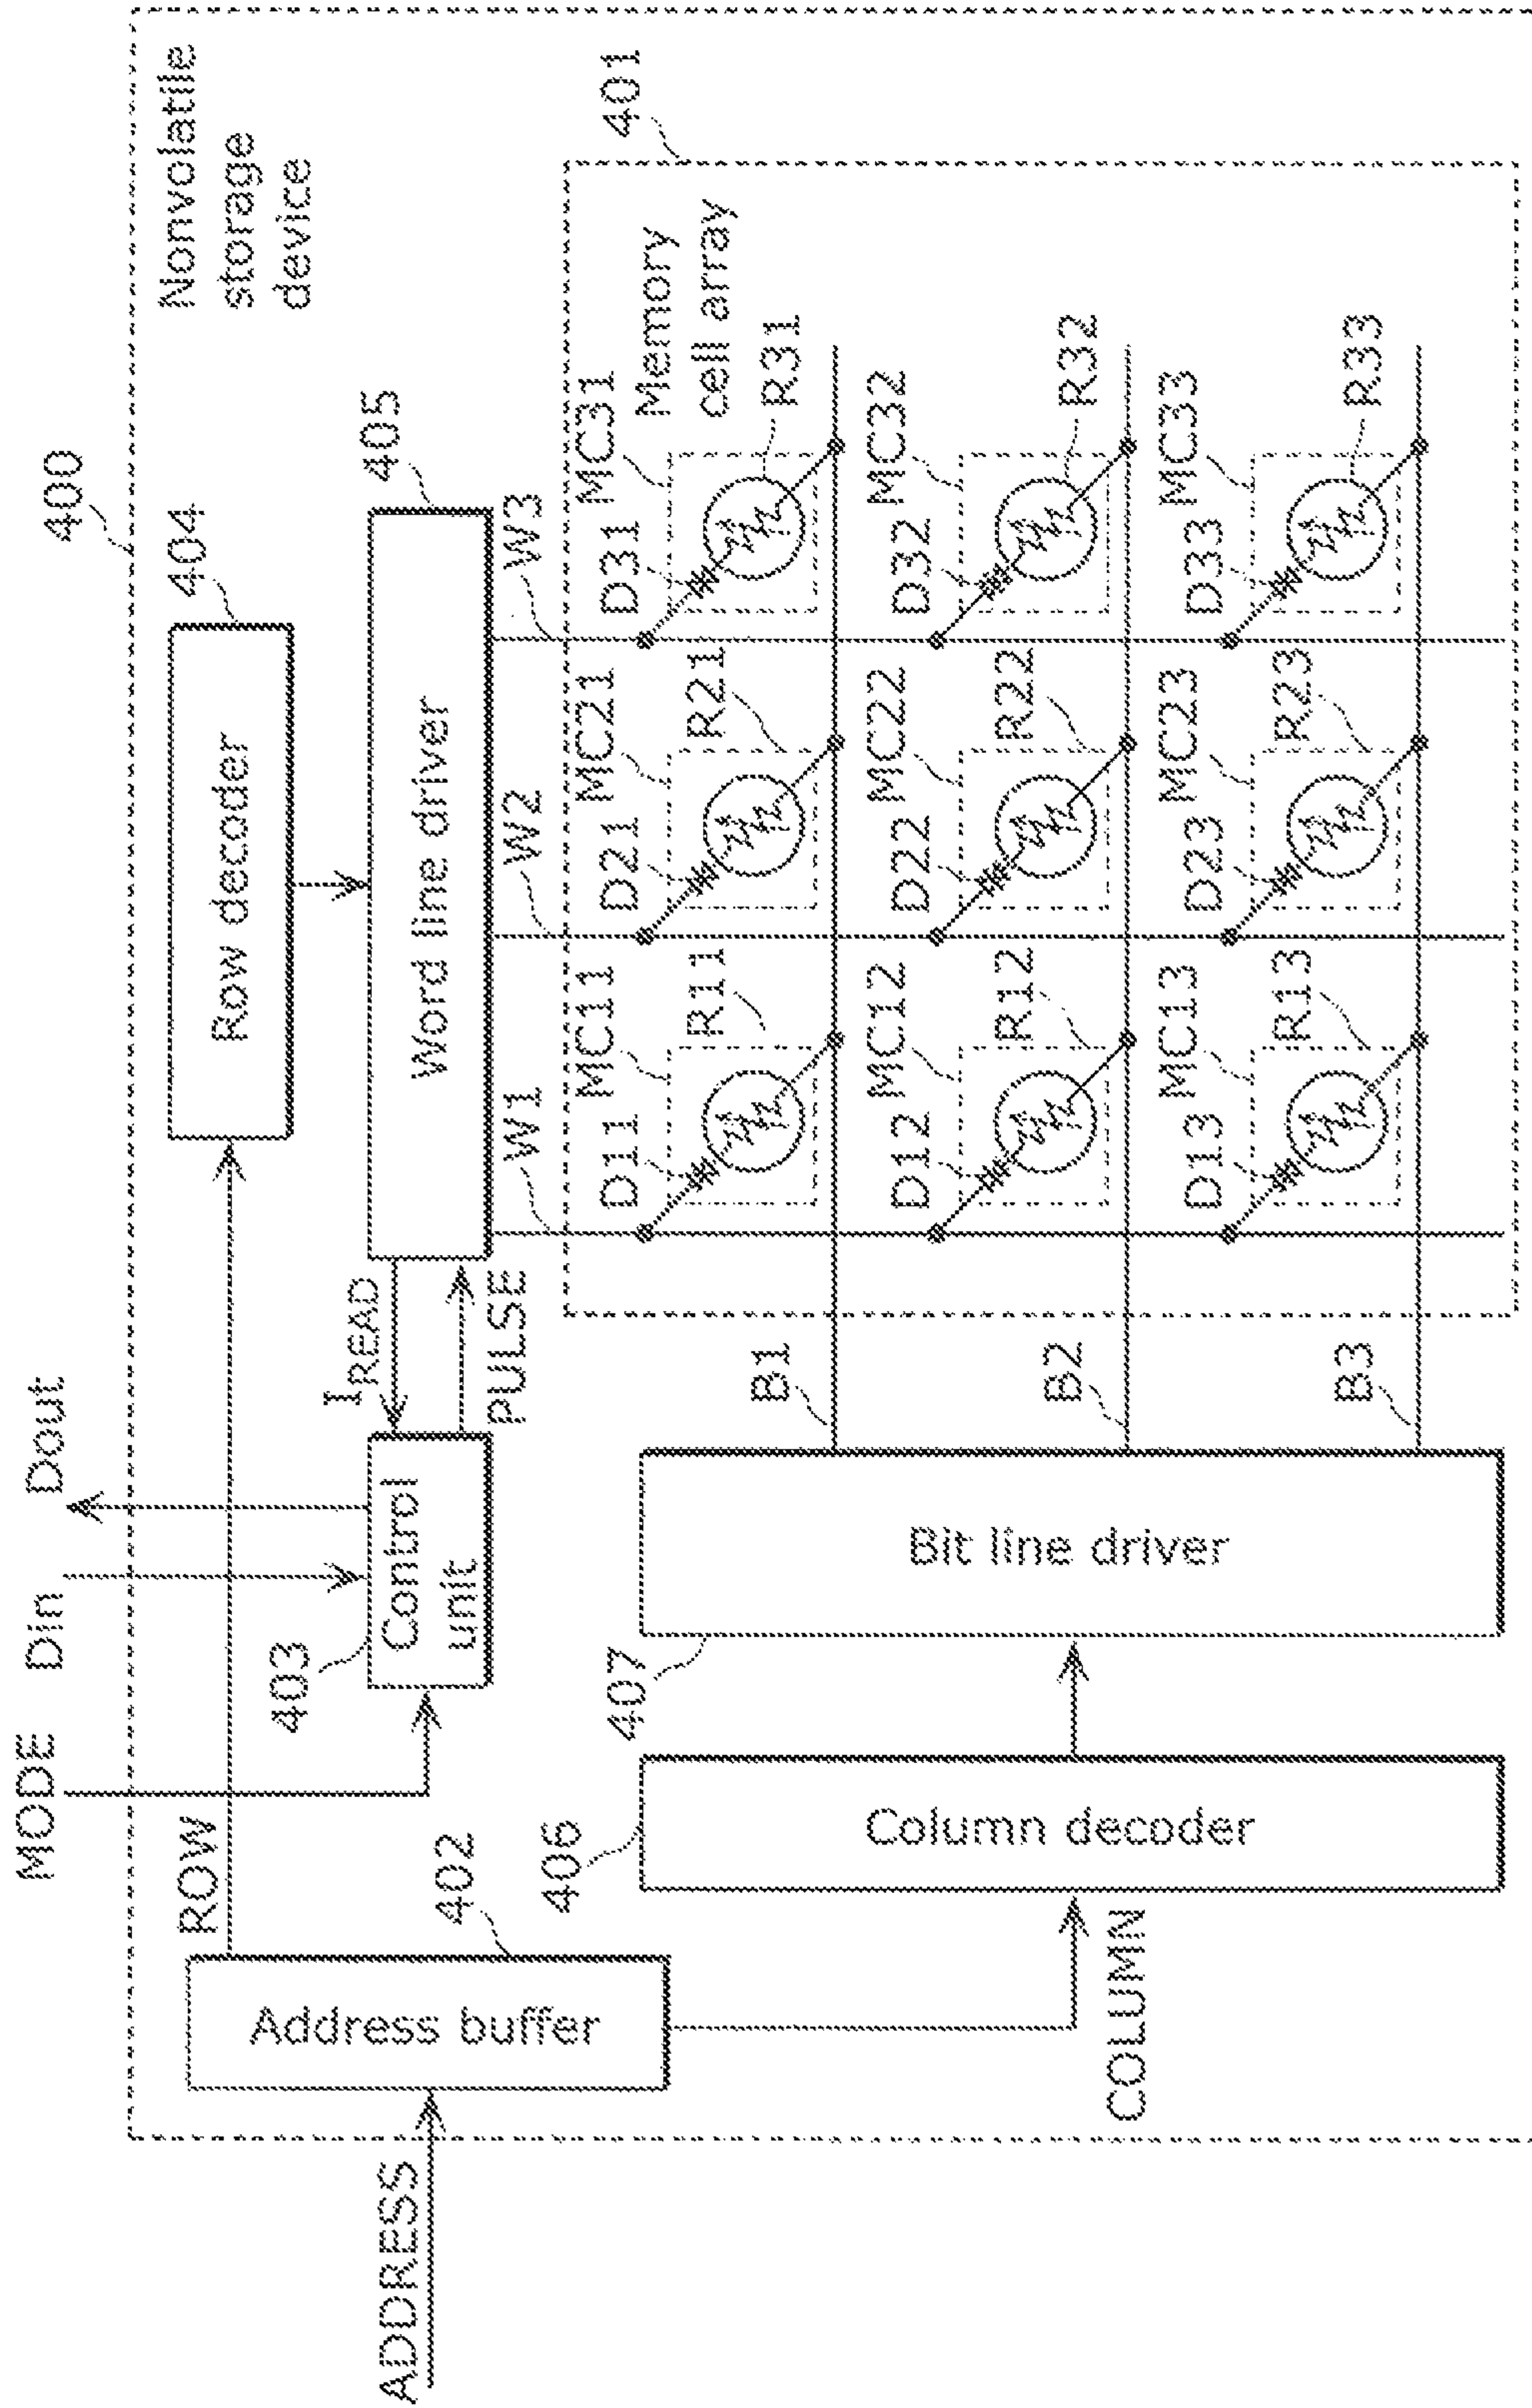 400
Nonvolatile
storage
device
404
Row decoder
405
Word line driver
Dout
Din
MODE
ROW
IREAD
PULSE
403
Control
unit
402
Address buffer
ADDRESS
COLUMN
406
Column decoder
407
Bit line driver
W1
W2
W3
401
Memory
cell array
B1
B2
B3
D11
MC11
R11
D21
MC21
R21
D31
MC31
R31
D12
MC12
R12
D22
MC22
R22
D32
MC32
R32
D13
MC13
R13
D23
MC23
R23
D33
MC33
R33